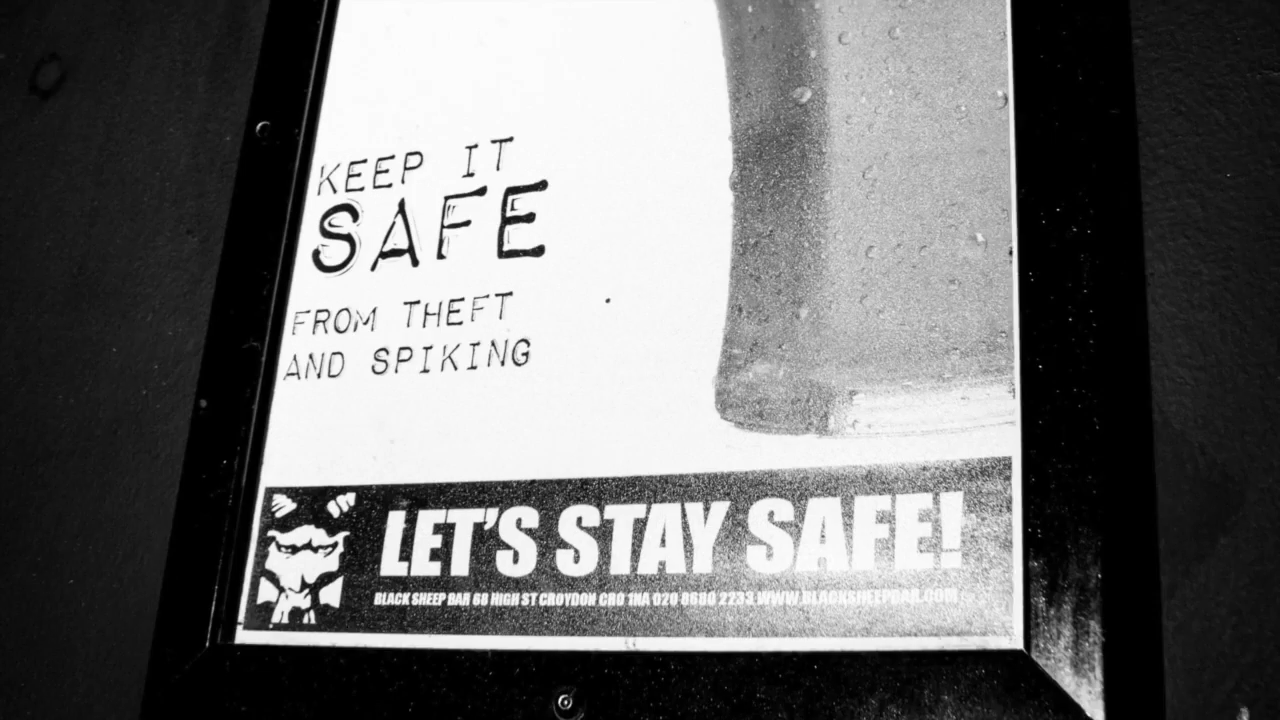 KEEP IT
SAFE
FROM THEFT
AND SPIKING
LET'S STAY SAFE!
BLACK SHEEP BAR 68 HIGH ST CROYDON CRO 1NA 020 8680 2233 WWW.BLACKSHEEPBAR.COM